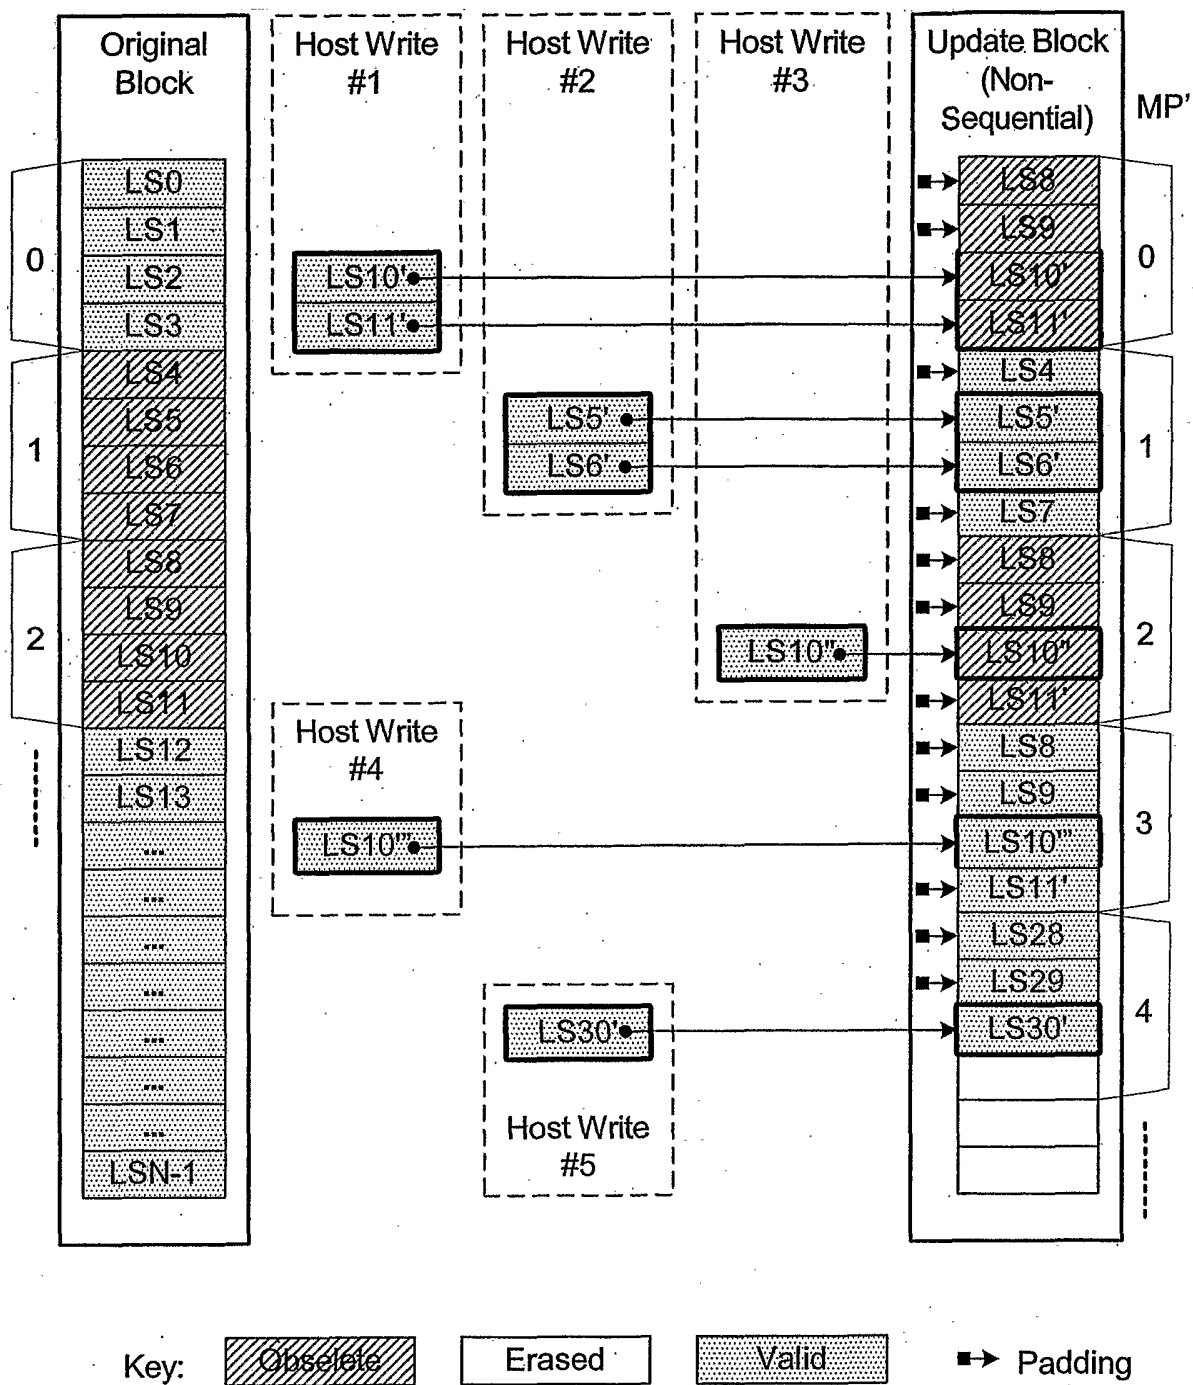 Original
Block
LS0
LS1
LS2
LS3
LS4
LS5
LS6
LS7
LS8
LS9
LS10
LS11
LS12
LS13
...
...
...
...
...
...
...
LSN-1
0
1
2
Host Write
#1
LS10'
LS11'
Host Write
#2
LS5'
LS6'
Host Write
#3
LS10"
Host Write
#4
LS10'"
LS30'
Host Write
#5
Update Block
(Non-
Sequential)
LS8
LS9
LS10'
LS11'
LS4
LS5'
LS6'
LS7
LS8
LS9
LS10"
LS11'
LS8
LS9
LS10'"
LS11'
LS28
LS29
LS30'
MP'
0
1
2
3
4
Key:
Obselete
Erased
Valid
Padding